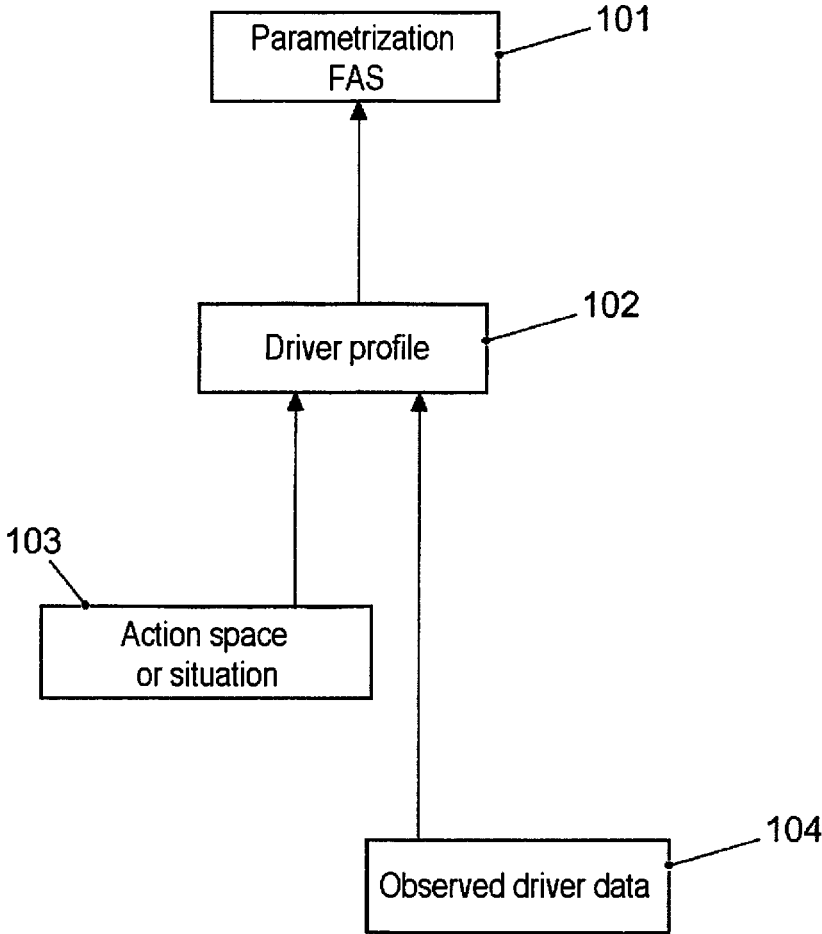 Parametrization
FAS
101
Driver profile
102
103
Action space
or situation
Observed driver data
104